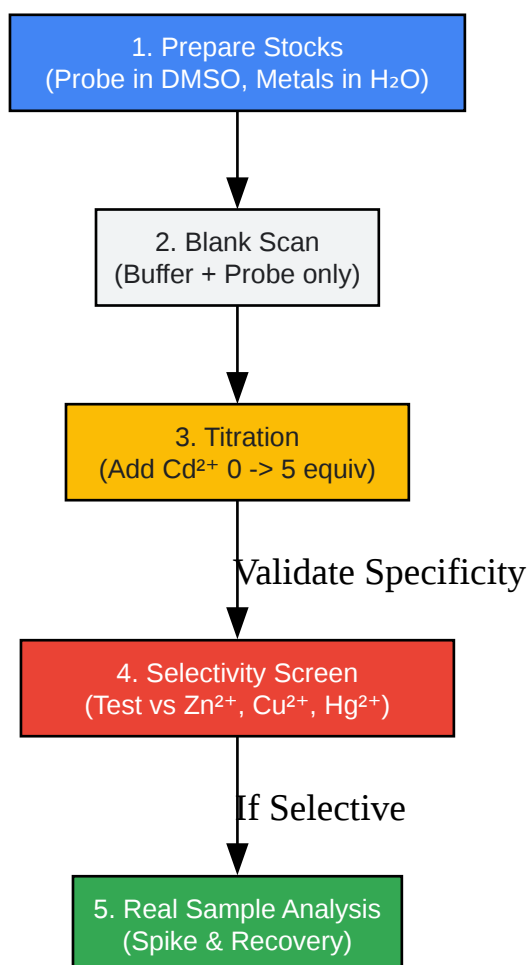 1. Prepare Stocks
(Probe in DMSO, Metals in H₂O)
2. Blank Scan
(Buffer + Probe only)
3. Titration
(Add Cd²⁺ 0 -> 5 equiv)
Validate Specificity
4. Selectivity Screen
(Test vs Zn²⁺, Cu²⁺, Hg²⁺)
If Selective
5. Real Sample Analysis
(Spike & Recovery)